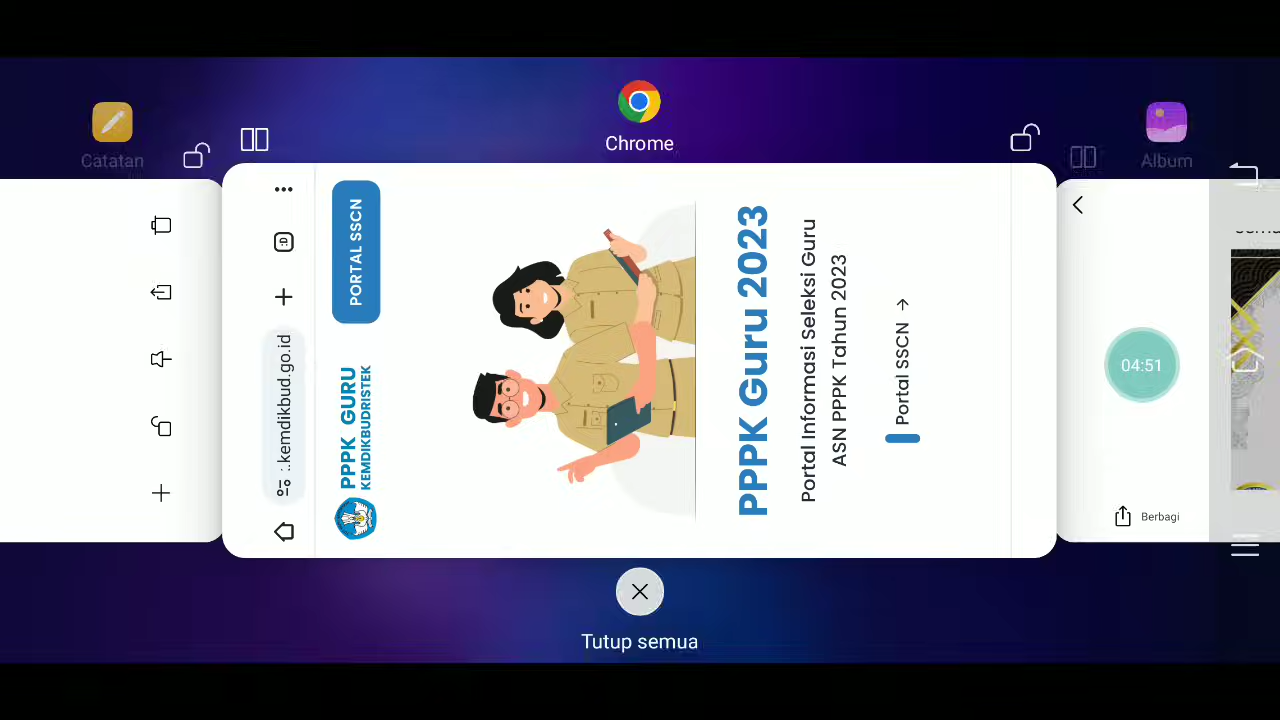 Catatan
Chrome
Album
:.kemdikbud.go.id
:D
PPPK GURU
KEMDIKBUDRISTEK
PORTAL SSCN
PPPK Guru 2023
Portal Informasi Seleksi Guru
ASN PPPK Tahun 2023
Portal SSCN →
04:51
Berbagi
Tutup semua